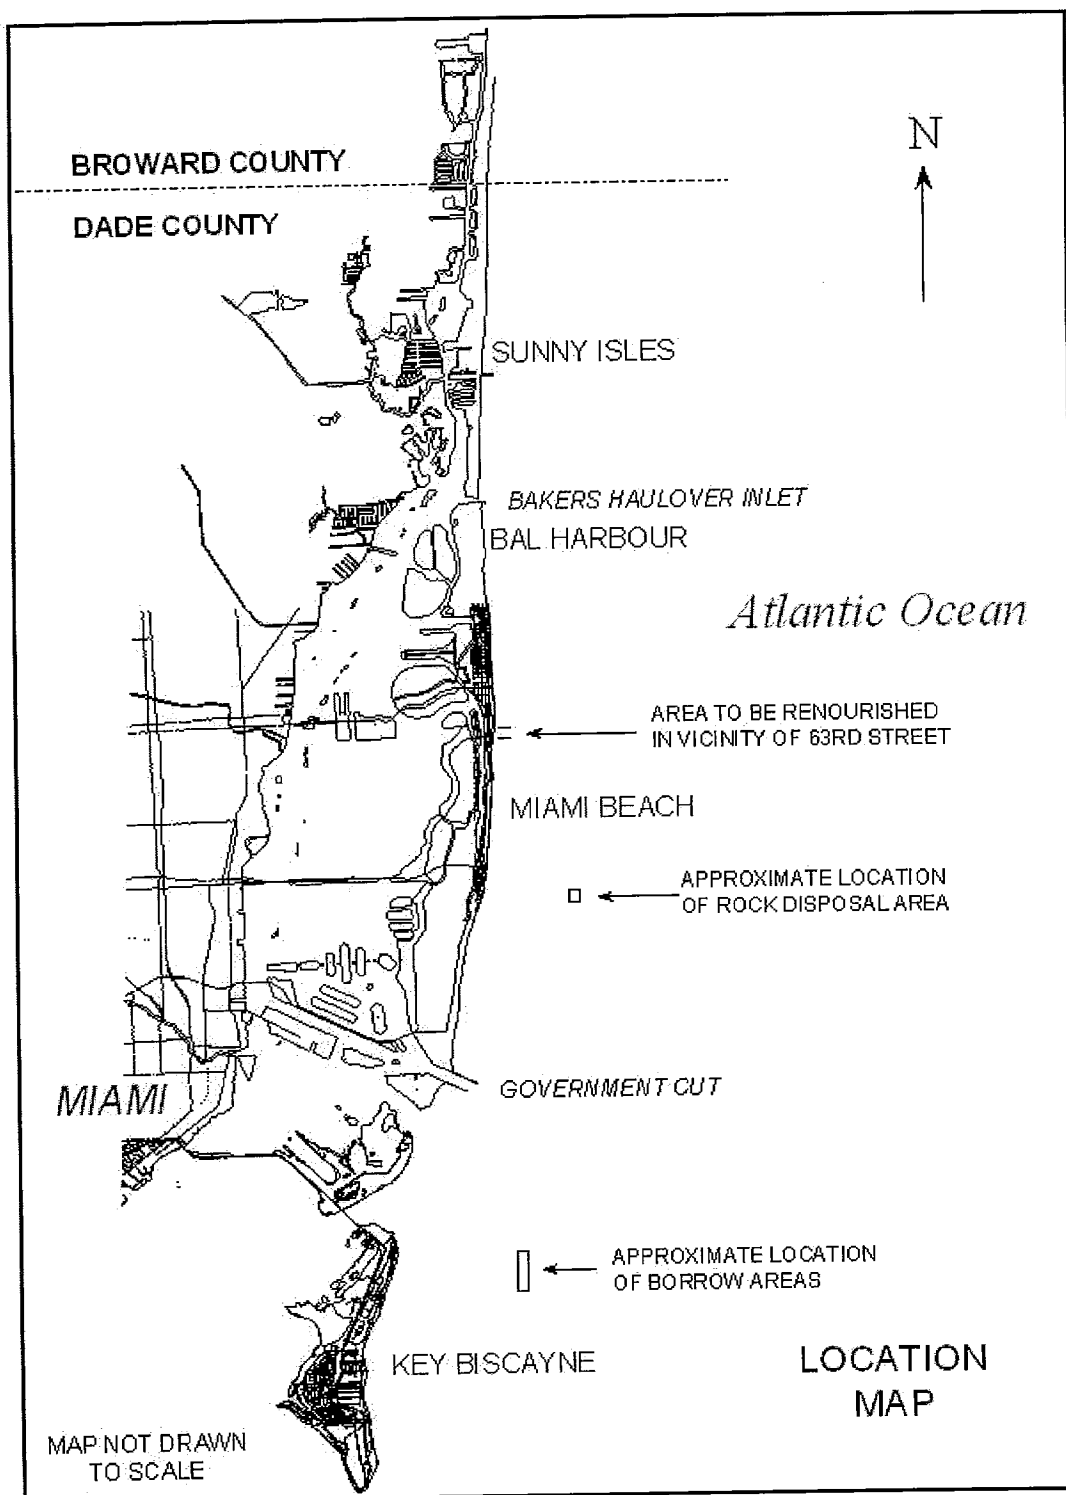 N
BROWARD COUNTY
DADE COUNTY
SUNNY ISLES
BAKERS HAULOVER INLET
BAL HARBOUR
Atlantic Ocean
AREA TO BE RENOURISHED
IN VICINITY OF 63RD STREET
MIAMI BEACH
APPROXIMATE LOCATION
OF ROCK DISPOSAL AREA
GOVERNMENT CUT
MIAMI
APPROXIMATE LOCATION
OF BORROW AREAS
KEY BISCAYNE
LOCATION
MAP
MAP NOT DRAWN
TO SCALE